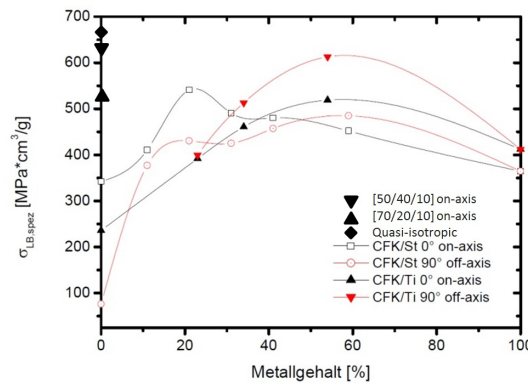 700
600
500
400
300
200
100
σLB.spez [MPa*cm³/g]
[50/40/10] on-axis
[70/20/10] on-axis
Quasi-isotropic
CFK/St 0° on-axis
CFK/St 90° off-axis
CFK/Ti 0° on-axis
CFK/Ti 90° off-axis
0
20
40
60
80
100
Metallgehalt [%]